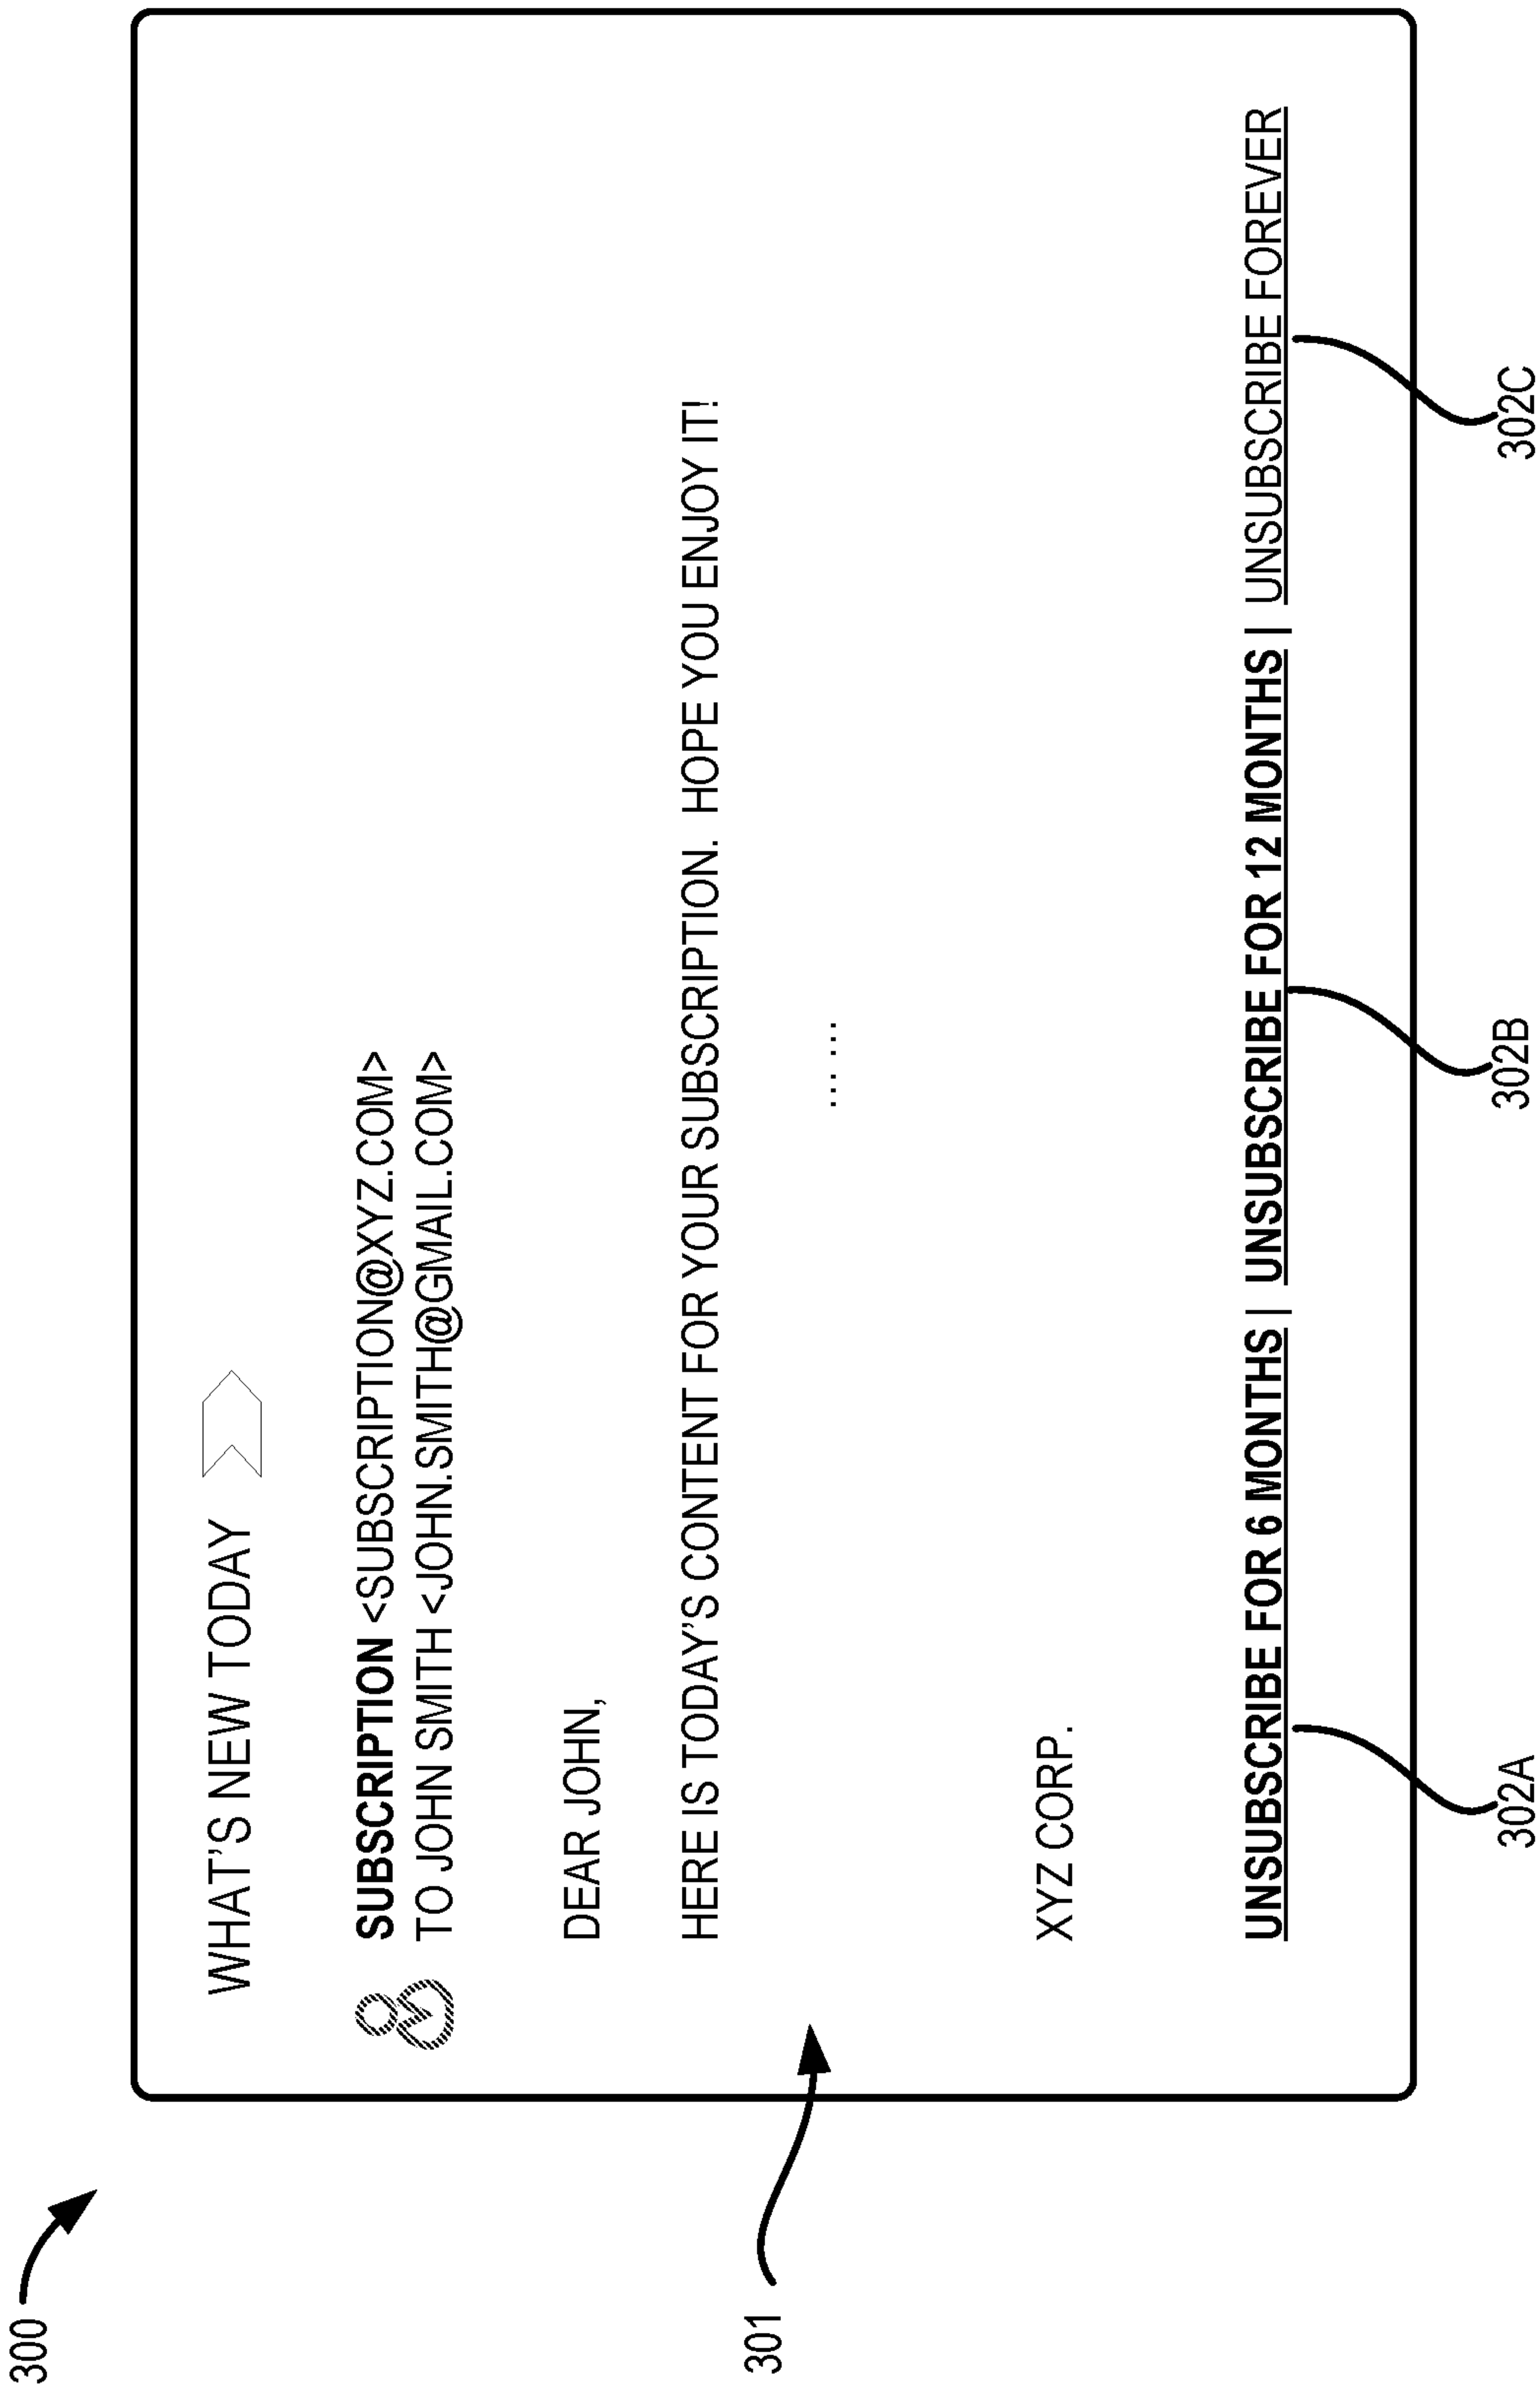 300
WHAT'S NEW TODAY
SUBSCRIPTION <SUBSCRIPTION@XYZ.COM>
TO JOHN SMITH <JOHN.SMITH@GMAIL.COM>
DEAR JOHN,
HERE IS TODAY'S CONTENT FOR YOUR SUBSCRIPTION.  HOPE YOU ENJOY IT!
301
... ...
XYZ CORP.
UNSUBSCRIBE FOR 6 MONTHS | UNSUBSCRIBE FOR 12 MONTHS | UNSUBSCRIBE FOREVER
302A 302B 302C